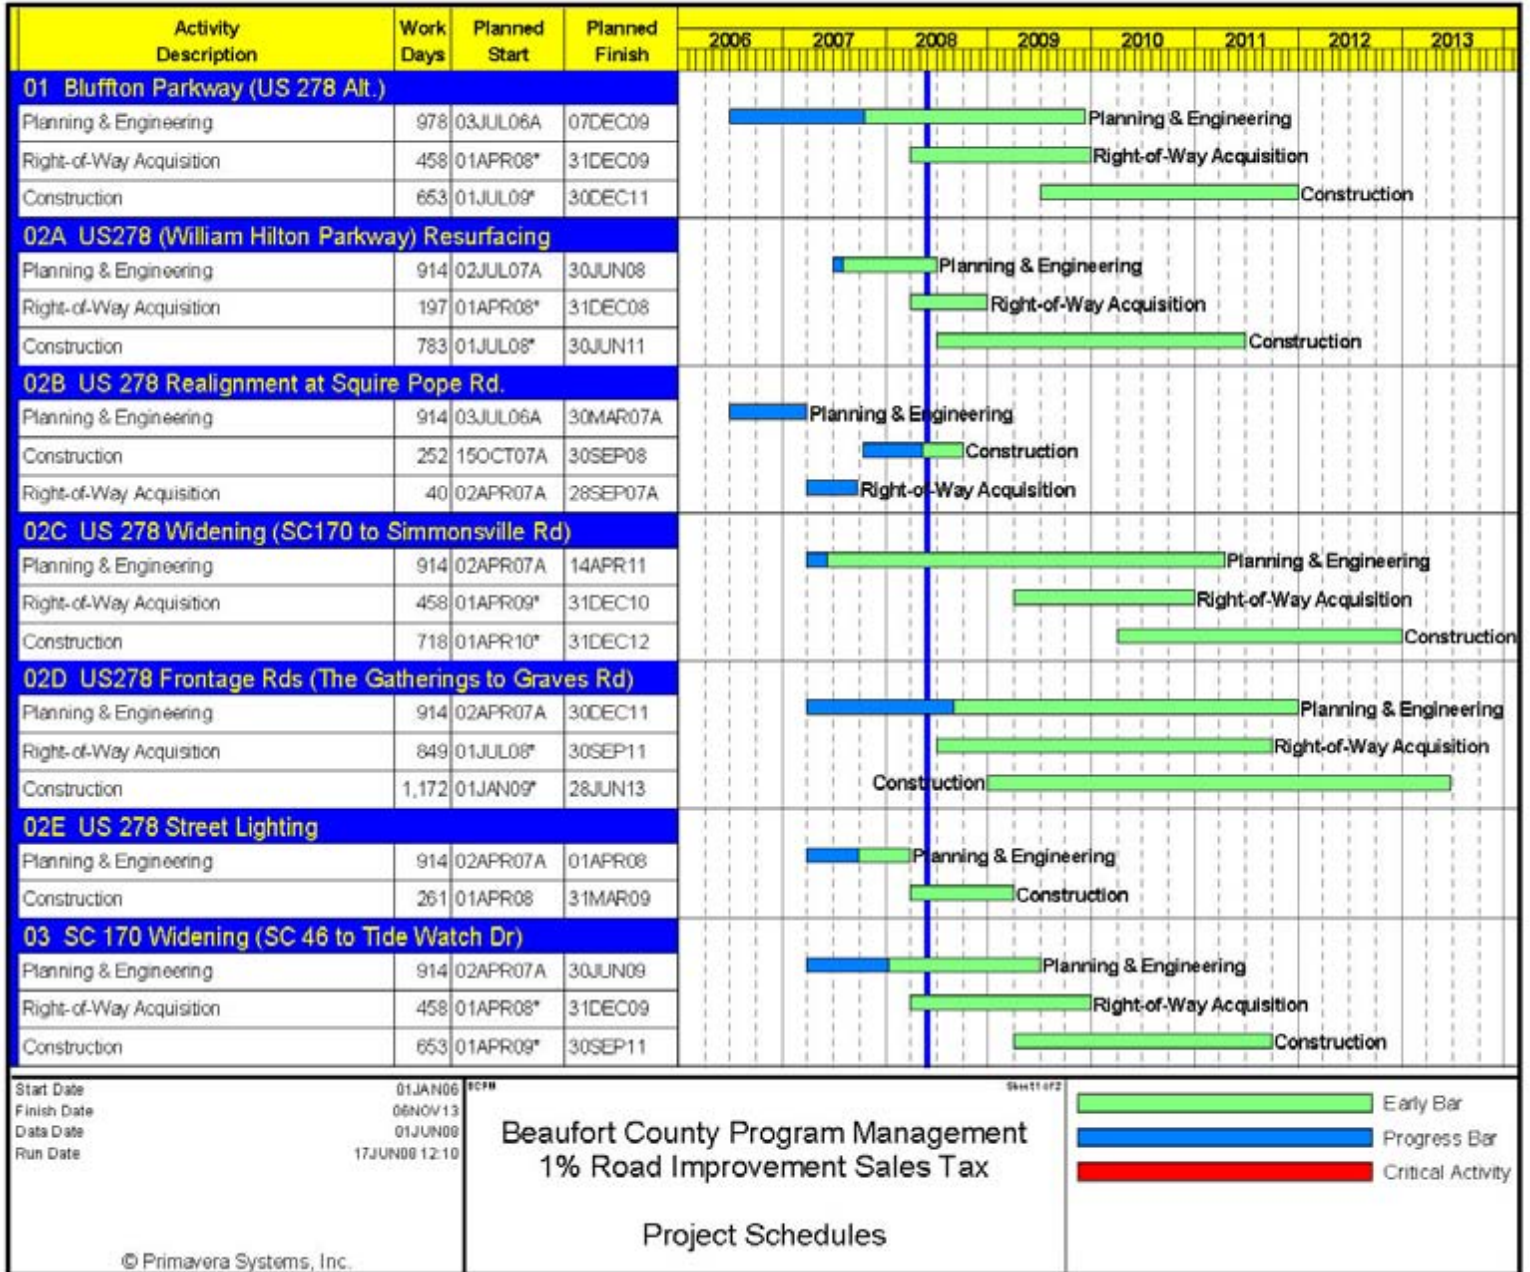 Activity Description Work Days Planned Start Planned Finish 2006 2007 2008 2009 2010 2011 2012 2013
01 Bluffton Parkway (US 278 Alt.)
Planning & Engineering 978 03JUL06A 07DEC09 Planning & Engineering
Right-of-Way Acquisition 458 01APR08* 31DEC09 Right-of-Way Acquisition
Construction 653 01JUL09* 30DEC11 Construction
02A US278 (William Hilton Parkway) Resurfacing
Planning & Engineering 914 02JUL07A 30JUN08 Planning & Engineering
Right-of-Way Acquisition 197 01APR08* 31DEC08 Right-of-Way Acquisition
Construction 783 01JUL08* 30JUN11 Construction
02B US 278 Realignment at Squire Pope Rd.
Planning & Engineering 914 03JUL06A 30MAR07A Planning & Engineering
Construction 252 15OCT07A 30SEP08 Construction
Right-of-Way Acquisition 40 02APR07A 28SEP07A Right-of-Way Acquisition
02C US 278 Widening (SC170 to Simmonsville Rd)
Planning & Engineering 914 02APR07A 14APR11 Planning & Engineering
Right-of-Way Acquisition 458 01APR09* 31DEC10 Right-of-Way Acquisition
Construction 718 01APR10* 31DEC12 Construction
02D US278 Frontage Rds (The Gatherings to Graves Rd)
Planning & Engineering 914 02APR07A 30DEC11 Planning & Engineering
Right-of-Way Acquisition 849 01JUL08* 30SEP11 Right-of-Way Acquisition
Construction 1,172 01JAN09* 28JUN13 Construction
02E US 278 Street Lighting
Planning & Engineering 914 02APR07A 01APR08 Planning & Engineering
Construction 261 01APR08 31MAR09 Construction
03 SC 170 Widening (SC 46 to Tide Watch Dr)
Planning & Engineering 914 02APR07A 30JUN09 Planning & Engineering
Right-of-Way Acquisition 458 01APR08* 31DEC09 Right-of-Way Acquisition
Construction 653 01APR09* 30SEP11 Construction
Start Date 01JAN06
Finish Date 06NOV13
Data Date 01JUN08
Run Date 17JUN08 12:10
© Primavera Systems, Inc.
BCPM Sheet 1 of 2
Beaufort County Program Management
1% Road Improvement Sales Tax
Project Schedules
Early Bar
Progress Bar
Critical Activity